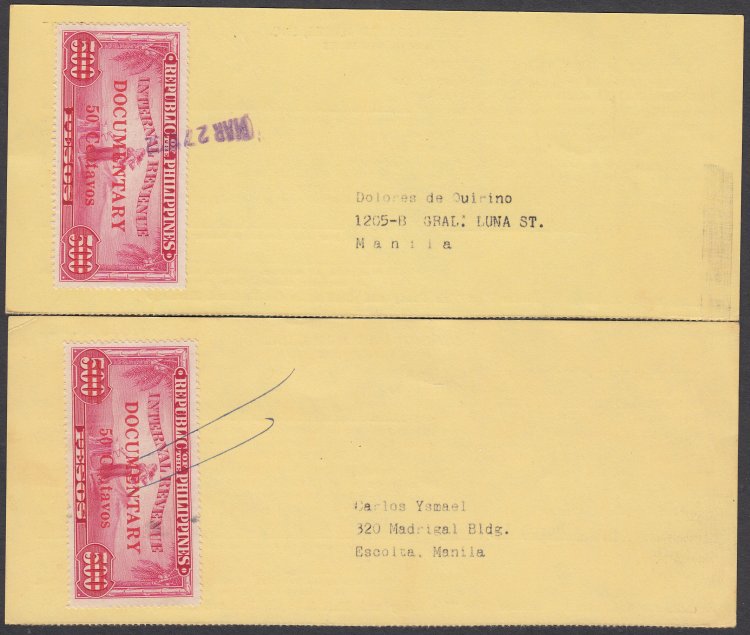 500
REPUBLIC OF THE PHILIPPINES
INTERNAL REVENUE
DOCUMENTARY
50 Centavos
PESOS
500
MAR 27
Dolores de Quirino
1205-B GRAL. LUNA ST.
Manila
500
REPUBLIC OF THE PHILIPPINES
INTERNAL REVENUE
DOCUMENTARY
50 Centavos
PESOS
500
Carlos Ysmael
320 Madrigal Bldg.
Escolta, Manila